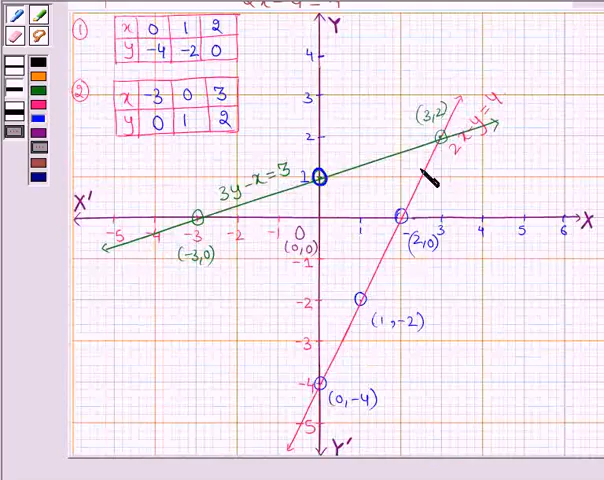 ① x 0 1 2
y -4 -2 0
② x -3 0 3
y 0 1 2
Y
4
3
2
1
(3,2)
2x y=4
3y-x=3
X'
X
-5 -4 -3 -2 -1 0 1 2 3 4 5 6
(-3,0)
(0,0)
(2,0)
-1
-2
(1,-2)
-3
-4
(0,-4)
-5
Y'